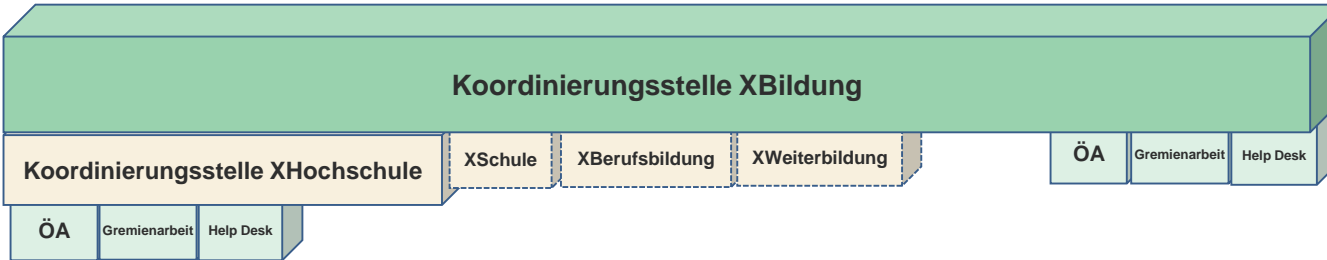 Koordinierungsstelle XBildung
Koordinierungsstelle XHochschule
XSchule
XBerufsbildung
XWeiterbildung
ÖA
Gremienarbeit
Help Desk
ÖA
Gremienarbeit
Help Desk